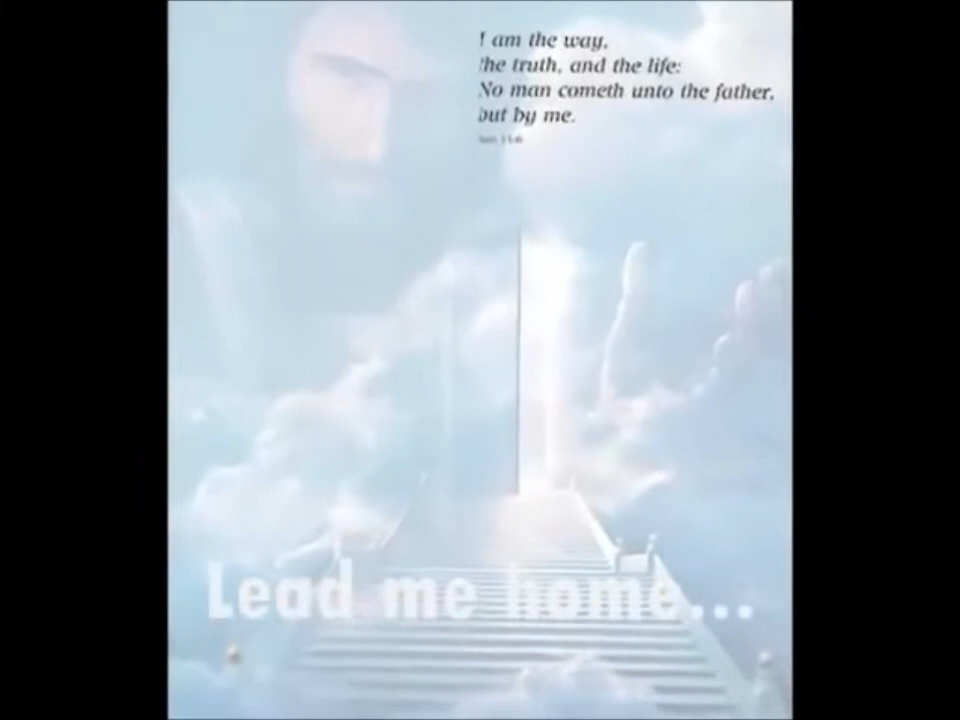 I am the way,
the truth, and the life:
No man cometh unto the father,
but by me.
Lead me home...